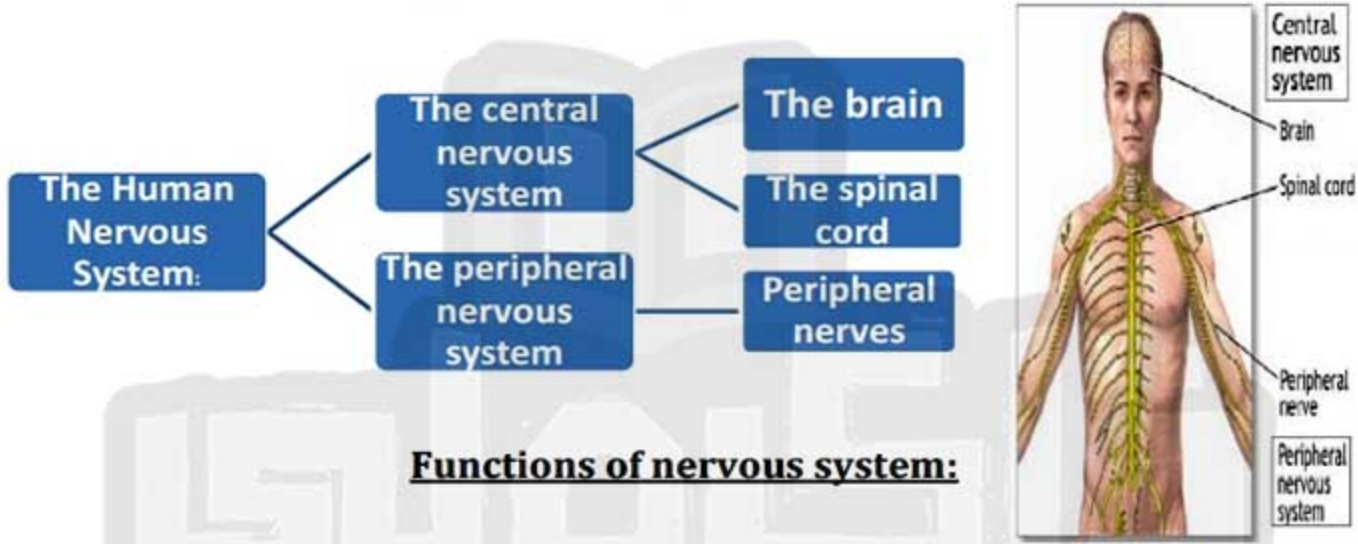 The Human
Nervous
System:
The central
nervous
system
The peripheral
nervous
system
The brain
The spinal
cord
Peripheral
nerves
Functions of nervous system:
Central
nervous
system
Brain
Spinal cord
Peripheral
nerve
Peripheral
nervous
system